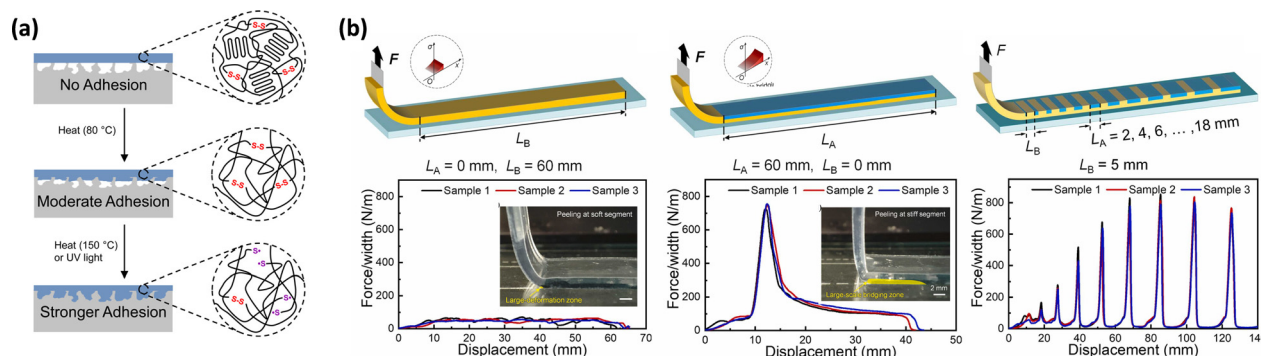 (a)
S-S
S-S
S-S
No Adhesion
Heat (80 °C)
S-S
S-S
S-S
Moderate Adhesion
Heat (150 °C)
or UV light
S•
•S
S-S
S•
•S
Stronger Adhesion
(b)
F
σ
O
x
L_B
L_A = 0 mm, L_B = 60 mm
Force/width (N/m)
800
600
400
200
0
Sample 1 Sample 2 Sample 3
Peeling at soft segment
Large-deformation zone
0 10 20 30 40 50 60 70
Displacement (mm)
F
σ
O
x
L_A
L_A = 60 mm, L_B = 0 mm
Force/width (N/m)
800
600
400
200
0
Sample 1 Sample 2 Sample 3
Peeling at stiff segment
Large-scale bridging zone
2 mm
0 10 20 30 40 50
Displacement (mm)
F
L_B
L_A = 2, 4, 6, … ,18 mm
L_B = 5 mm
Force/width (N/m)
800
600
400
200
0
Sample 1 Sample 2 Sample 3
0 20 40 60 80 100 120
Displacement (mm)